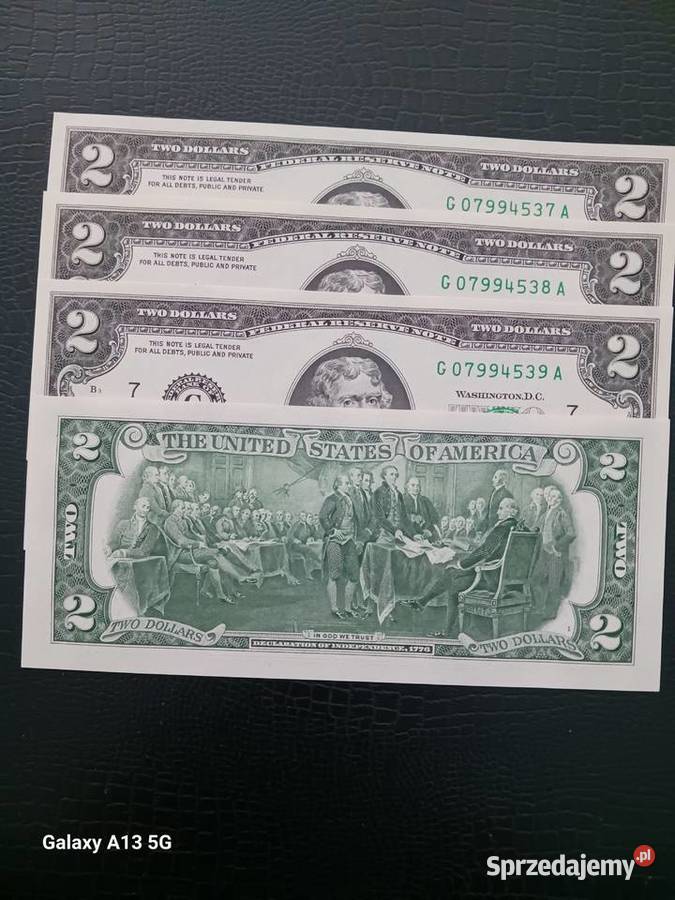 2 TWO DOLLARS FEDERAL RESERVE NOTE TWO DOLLARS 2
THIS NOTE IS LEGAL TENDER
FOR ALL DEBTS, PUBLIC AND PRIVATE
G 07994537 A
2 TWO DOLLARS FEDERAL RESERVE NOTE TWO DOLLARS 2
THIS NOTE IS LEGAL TENDER
FOR ALL DEBTS, PUBLIC AND PRIVATE
G 07994538 A
2 TWO DOLLARS FEDERAL RESERVE NOTE TWO DOLLARS 2
THIS NOTE IS LEGAL TENDER
FOR ALL DEBTS, PUBLIC AND PRIVATE
G 07994539 A
7
WASHINGTON, D.C.
7
2 THE UNITED STATES OF AMERICA 2
TWO
TWO
2 TWO DOLLARS
IN GOD WE TRUST
TWO DOLLARS 2
DECLARATION OF INDEPENDENCE, 1776
Galaxy A13 5G
Sprzedajemy.pl